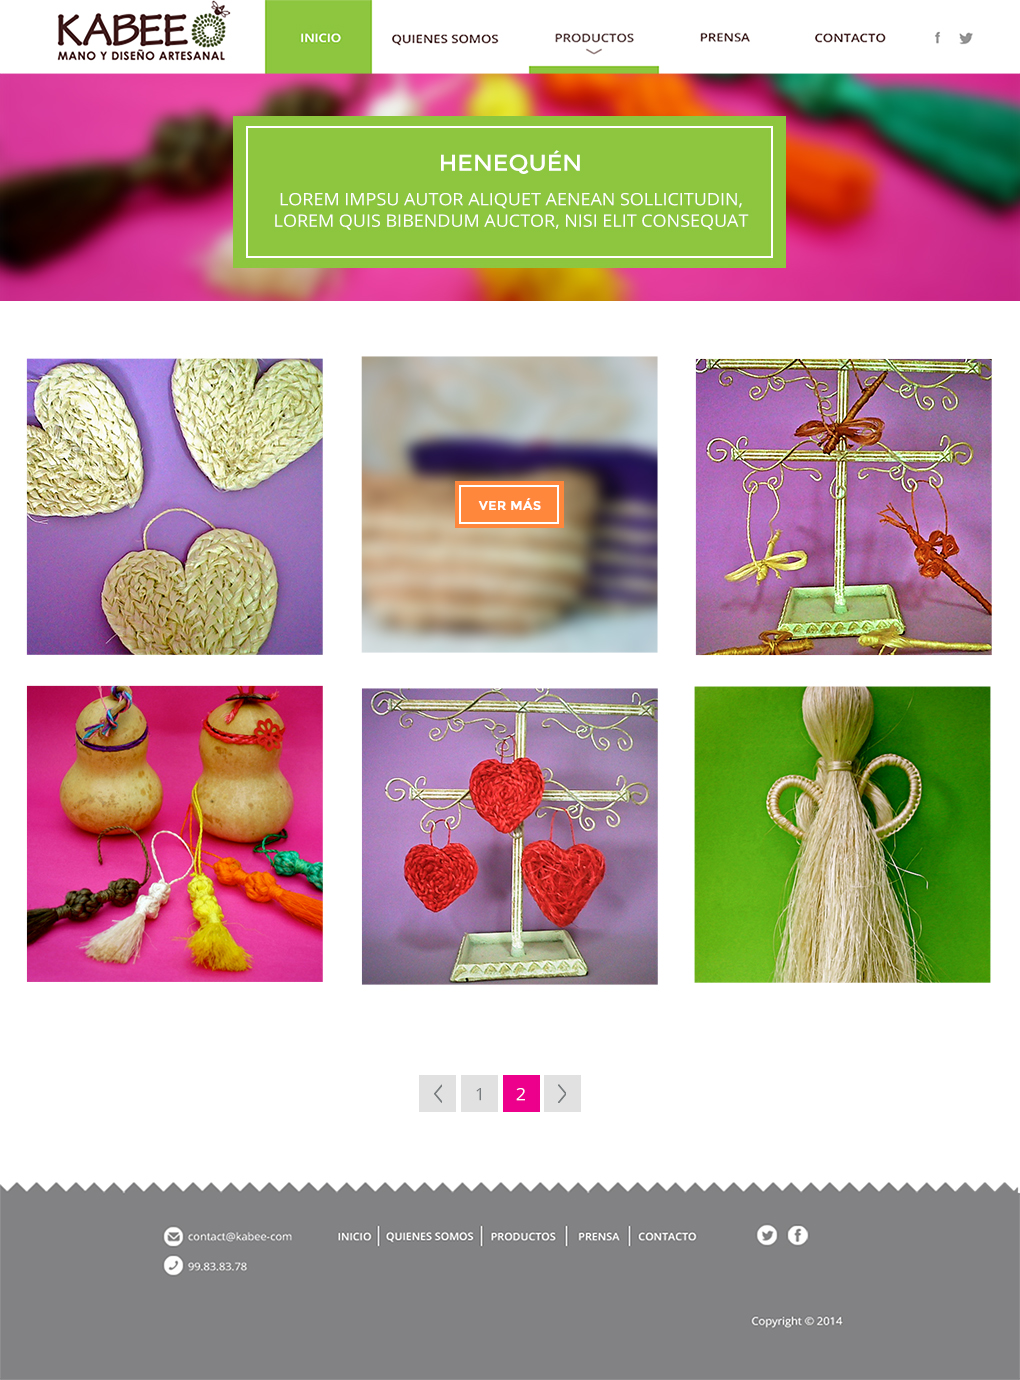 KABEE
MANO Y DISEÑO ARTESANAL
INICIO
QUIENES SOMOS
PRODUCTOS
PRENSA
CONTACTO
HENEQUÉN
LOREM IMPSU AUTOR ALIQUET AENEAN SOLLICITUDIN,
LOREM QUIS BIBENDUM AUCTOR, NISI ELIT CONSEQUAT
VER MÁS
1
2
contact@kabee-com
99.83.83.78
INICIO
QUIENES SOMOS
PRODUCTOS
PRENSA
CONTACTO
Copyright © 2014